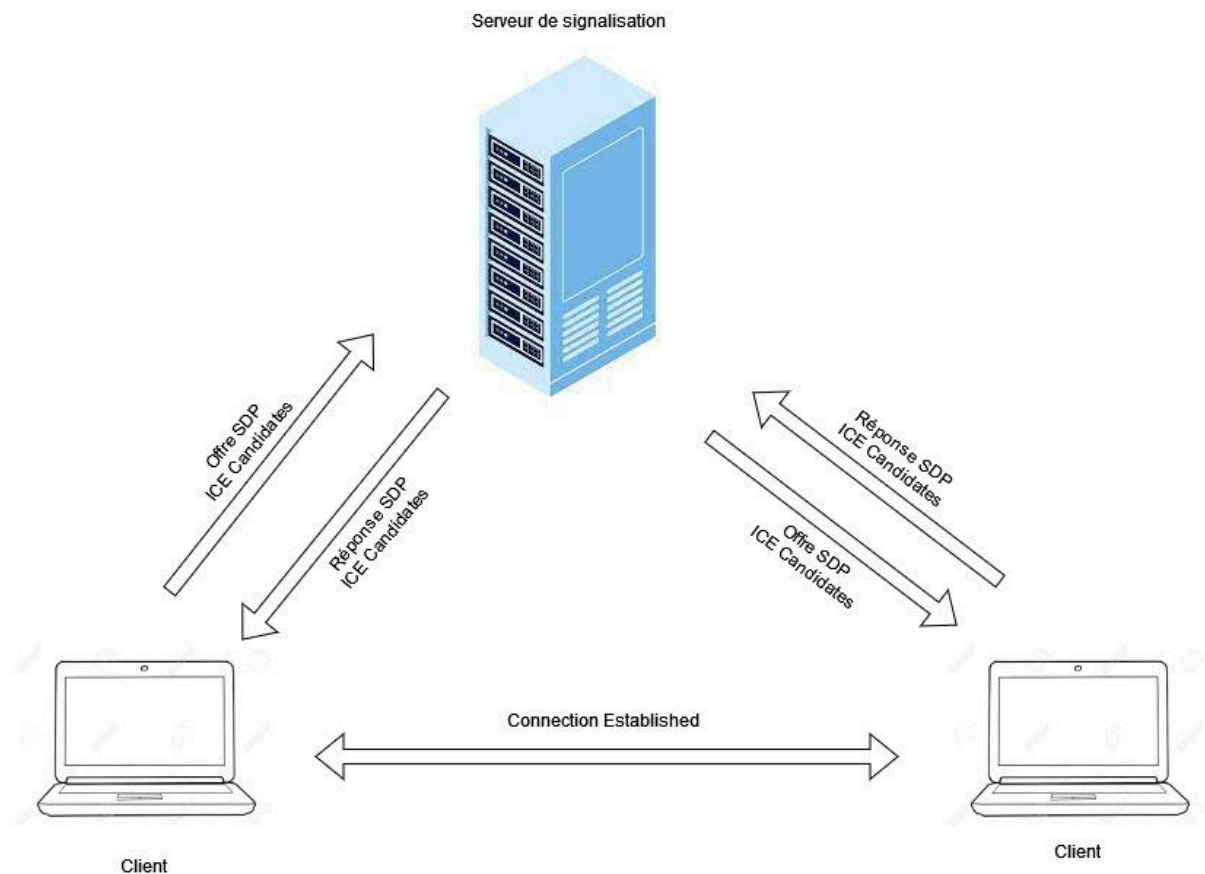 Serveur de signalisation
Offre SDP
ICE Candidates
Réponse SDP
ICE Candidates
Réponse SDP
ICE Candidates
Offre SDP
ICE Candidates
Connection Established
Client
Client